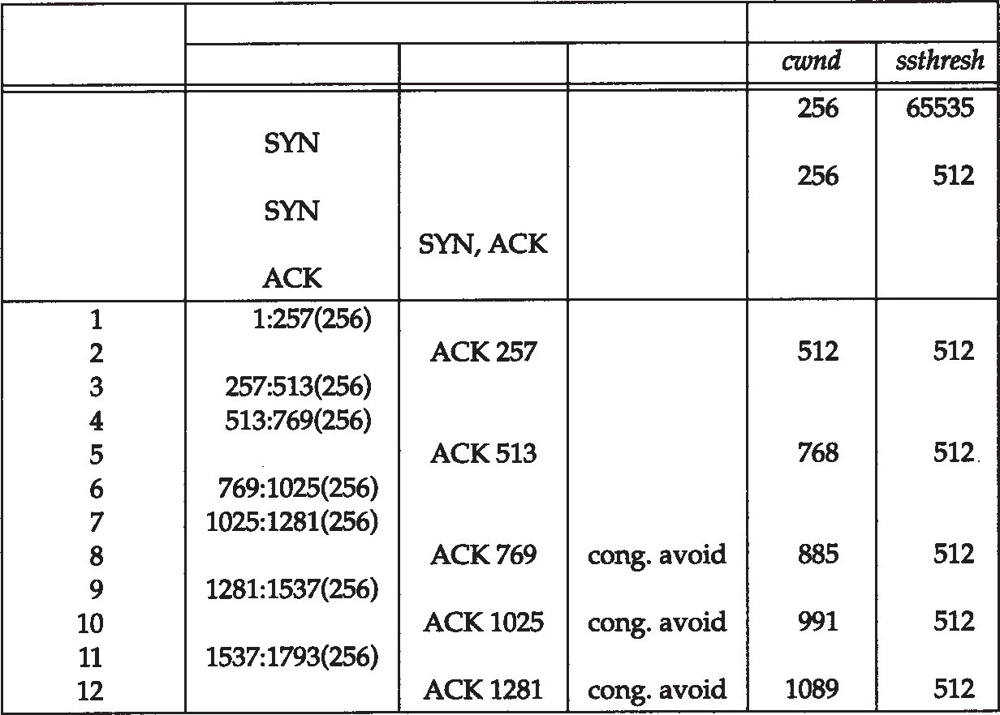 cwnd ssthresh
256 65535
SYN
256 512
SYN
SYN, ACK
ACK
1 1:257(256)
2 ACK 257 512 512
3 257:513(256)
4 513:769(256)
5 ACK 513 768 512
6 769:1025(256)
7 1025:1281(256)
8 ACK 769 cong. avoid 885 512
9 1281:1537(256)
10 ACK 1025 cong. avoid 991 512
11 1537:1793(256)
12 ACK 1281 cong. avoid 1089 512